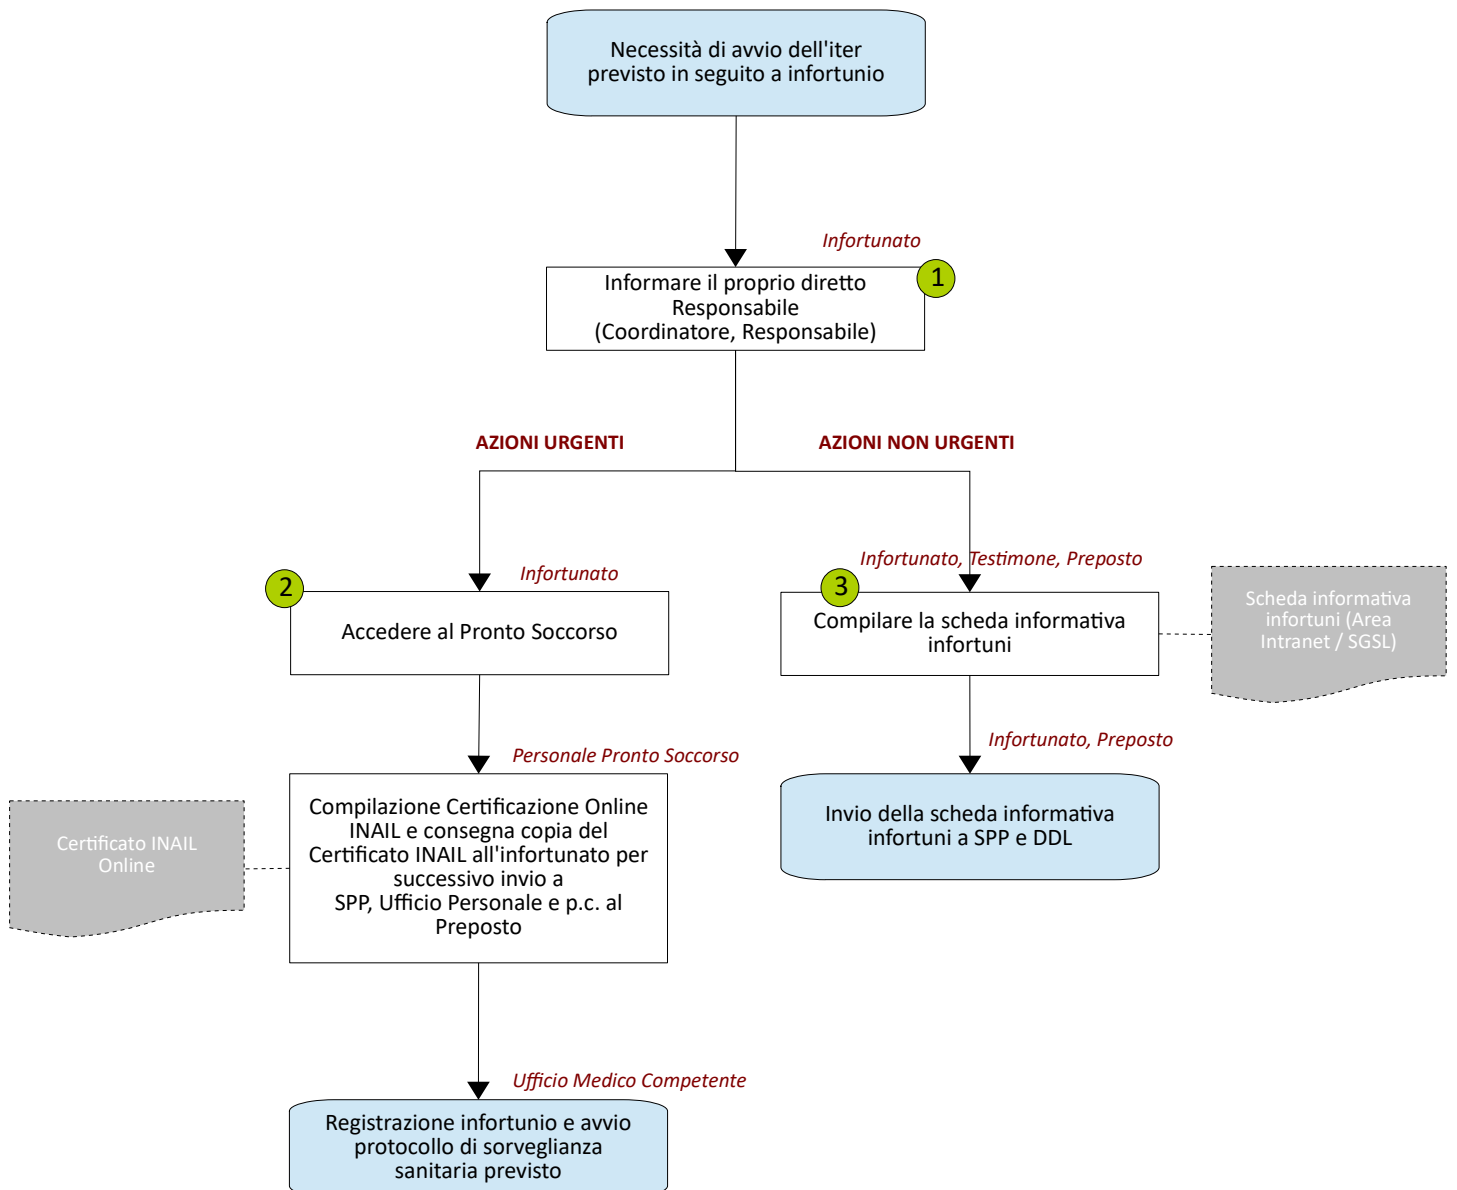 Necessità di avvio dell'iter
previsto in seguito a infortunio
Infortunato
1
Informare il proprio diretto
Responsabile
(Coordinatore, Responsabile)
AZIONI URGENTI
AZIONI NON URGENTI
Infortunato
2
Accedere al Pronto Soccorso
Infortunato, Testimone, Preposto
3
Compilare la scheda informativa
infortuni
Scheda informativa
infortuni (Area
Intranet / SGSL)
Personale Pronto Soccorso
Compilazione Certificazione Online
INAIL e consegna copia del
Certificato INAIL all'infortunato per
successivo invio a
SPP, Ufficio Personale e p.c. al
Preposto
Certificato INAIL
Online
Infortunato, Preposto
Invio della scheda informativa
infortuni a SPP e DDL
Ufficio Medico Competente
Registrazione infortunio e avvio
protocollo di sorveglianza
sanitaria previsto